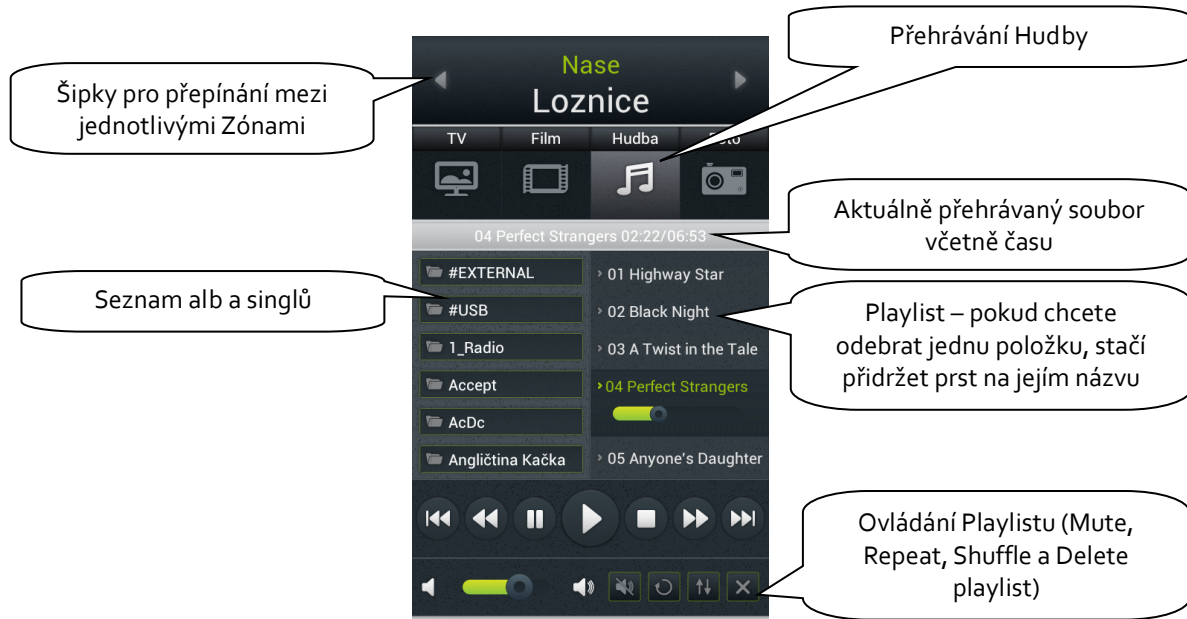 Přehrávání Hudby
Šipky pro přepínání mezi
jednotlivými Zónami
Nase
Loznice
TV
Film
Hudba
Foto
04 Perfect Strangers 02:22/06:53
Aktuálně přehrávaný soubor
včetně času
Seznam alb a singlů
#EXTERNAL
#USB
1_Radio
Accept
AcDc
Angličtina Kačka
01 Highway Star
02 Black Night
03 A Twist in the Tale
04 Perfect Strangers
05 Anyone's Daughter
Playlist – pokud chcete
odebrat jednu položku, stačí
přidržet prst na jejím názvu
Ovládání Playlistu (Mute,
Repeat, Shuffle a Delete
playlist)